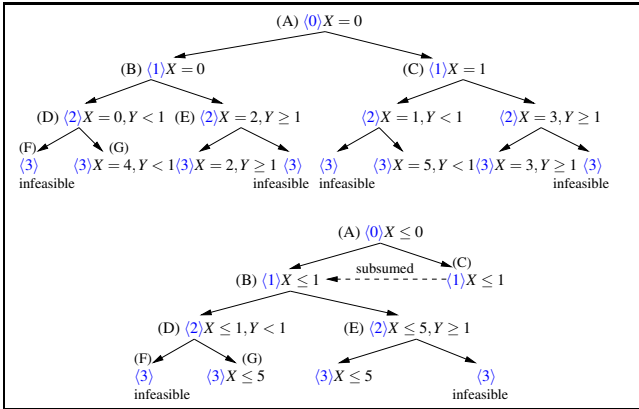 (A) ⟨0⟩X = 0
(B) ⟨1⟩X = 0
(C) ⟨1⟩X = 1
(D) ⟨2⟩X = 0, Y < 1 (E) ⟨2⟩X = 2, Y ≥ 1 ⟨2⟩X = 1, Y < 1 ⟨2⟩X = 3, Y ≥ 1
(F) (G)
⟨3⟩ ⟨3⟩X = 4, Y < 1 ⟨3⟩X = 2, Y ≥ 1 ⟨3⟩ ⟨3⟩ ⟨3⟩X = 5, Y < 1 ⟨3⟩X = 3, Y ≥ 1 ⟨3⟩
infeasible infeasible infeasible infeasible
(A) ⟨0⟩X ≤ 0
(C)
(B) ⟨1⟩X ≤ 1 subsumed ⟨1⟩X ≤ 1
(D) ⟨2⟩X ≤ 1, Y < 1 (E) ⟨2⟩X ≤ 5, Y ≥ 1
(F) (G)
⟨3⟩ ⟨3⟩X ≤ 5 ⟨3⟩X ≤ 5 ⟨3⟩
infeasible infeasible